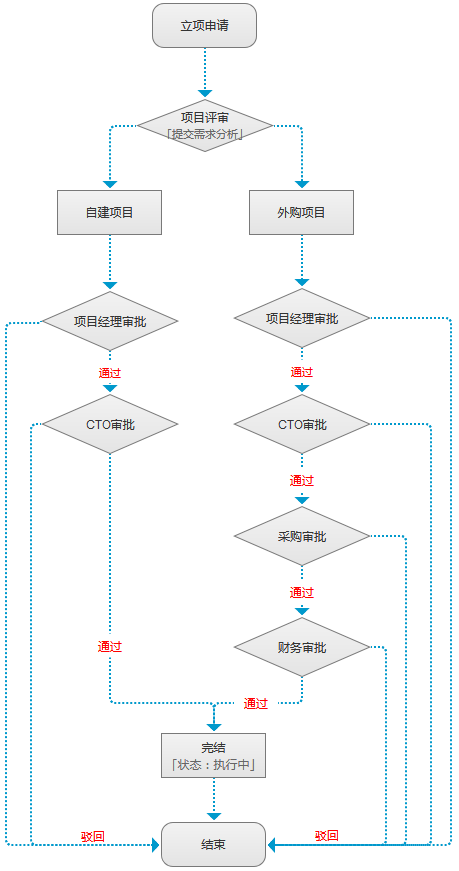 立项申请
项目评审
「提交需求分析」
自建项目
外购项目
项目经理审批
项目经理审批
通过
通过
CTO审批
CTO审批
通过
采购审批
通过
通过
财务审批
通过
完结
「状态：执行中」
驳回
驳回
结束